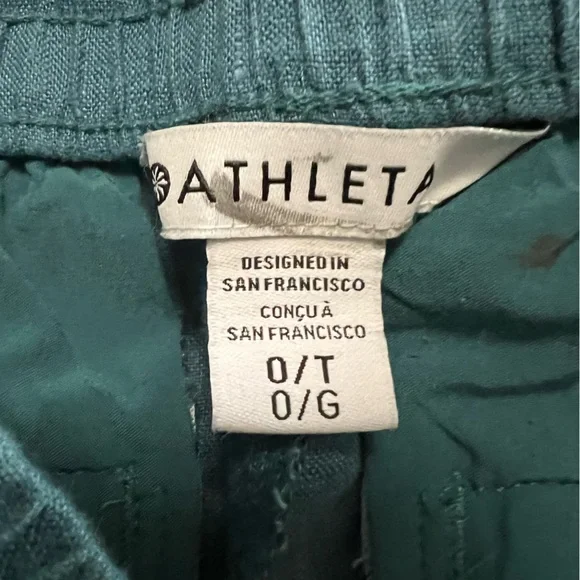 ATHLETA
DESIGNED IN
SAN FRANCISCO
CONÇU À
SAN FRANCISCO
0/T
0/G